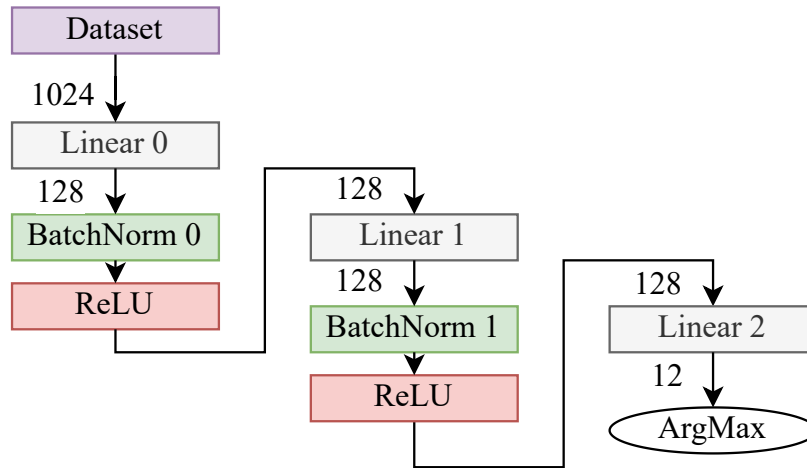 Dataset
1024
Linear 0
128
BatchNorm 0
ReLU
128
Linear 1
128
BatchNorm 1
ReLU
128
Linear 2
12
ArgMax